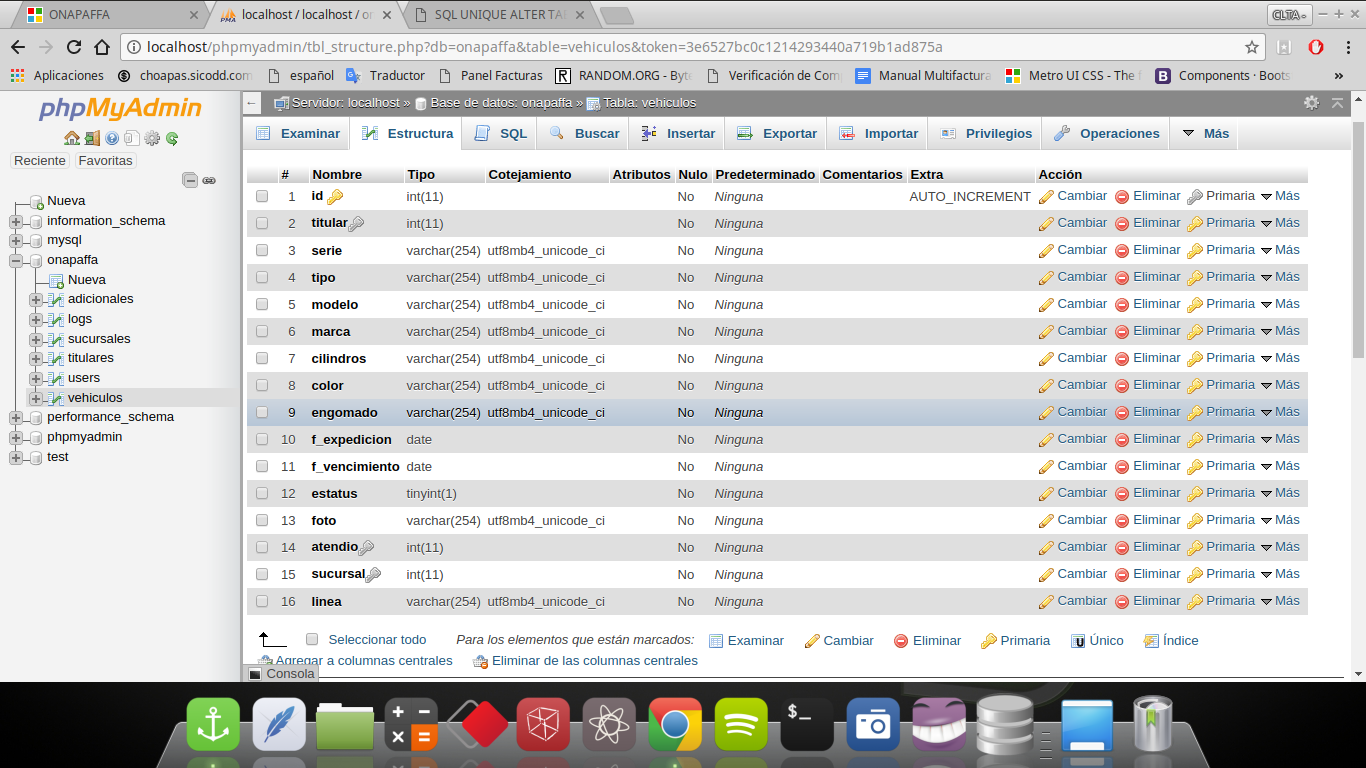 ONAPAFFA
localhost / localhost / on
SQL UNIQUE ALTER TA
CLTA
localhost/phpmyadmin/tbl_structure.php?db=onapaffa&table=vehiculos&token=3e6527bc0c1214293440a719b1ad875a
Aplicaciones choapas.sicodd.com español Traductor Panel Facturas RANDOM.ORG - Byte Verificación de Com Manual Multifactura Metro UI CSS - The Components · Boots »
phpMyAdmin
Reciente Favoritas
Nueva
information_schema
mysql
onapaffa
Nueva
adicionales
logs
sucursales
titulares
users
vehiculos
performance_schema
phpmyadmin
test
Servidor: localhost » Base de datos: onapaffa » Tabla: vehiculos
Examinar Estructura SQL Buscar Insertar Exportar Importar Privilegios Operaciones Más
# Nombre Tipo Cotejamiento Atributos Nulo Predeterminado Comentarios Extra Acción
1 id int(11) No Ninguna AUTO_INCREMENT Cambiar Eliminar Primaria Más
2 titular int(11) No Ninguna Cambiar Eliminar Primaria Más
3 serie varchar(254) utf8mb4_unicode_ci No Ninguna Cambiar Eliminar Primaria Más
4 tipo varchar(254) utf8mb4_unicode_ci No Ninguna Cambiar Eliminar Primaria Más
5 modelo varchar(254) utf8mb4_unicode_ci No Ninguna Cambiar Eliminar Primaria Más
6 marca varchar(254) utf8mb4_unicode_ci No Ninguna Cambiar Eliminar Primaria Más
7 cilindros varchar(254) utf8mb4_unicode_ci No Ninguna Cambiar Eliminar Primaria Más
8 color varchar(254) utf8mb4_unicode_ci No Ninguna Cambiar Eliminar Primaria Más
9 engomado varchar(254) utf8mb4_unicode_ci No Ninguna Cambiar Eliminar Primaria Más
10 f_expedicion date No Ninguna Cambiar Eliminar Primaria Más
11 f_vencimiento date No Ninguna Cambiar Eliminar Primaria Más
12 estatus tinyint(1) No Ninguna Cambiar Eliminar Primaria Más
13 foto varchar(254) utf8mb4_unicode_ci No Ninguna Cambiar Eliminar Primaria Más
14 atendio int(11) No Ninguna Cambiar Eliminar Primaria Más
15 sucursal int(11) No Ninguna Cambiar Eliminar Primaria Más
16 linea varchar(254) utf8mb4_unicode_ci No Ninguna Cambiar Eliminar Primaria Más
Seleccionar todo Para los elementos que están marcados: Examinar Cambiar Eliminar Primaria Único Índice
Agregar a columnas centrales Eliminar de las columnas centrales
Consola